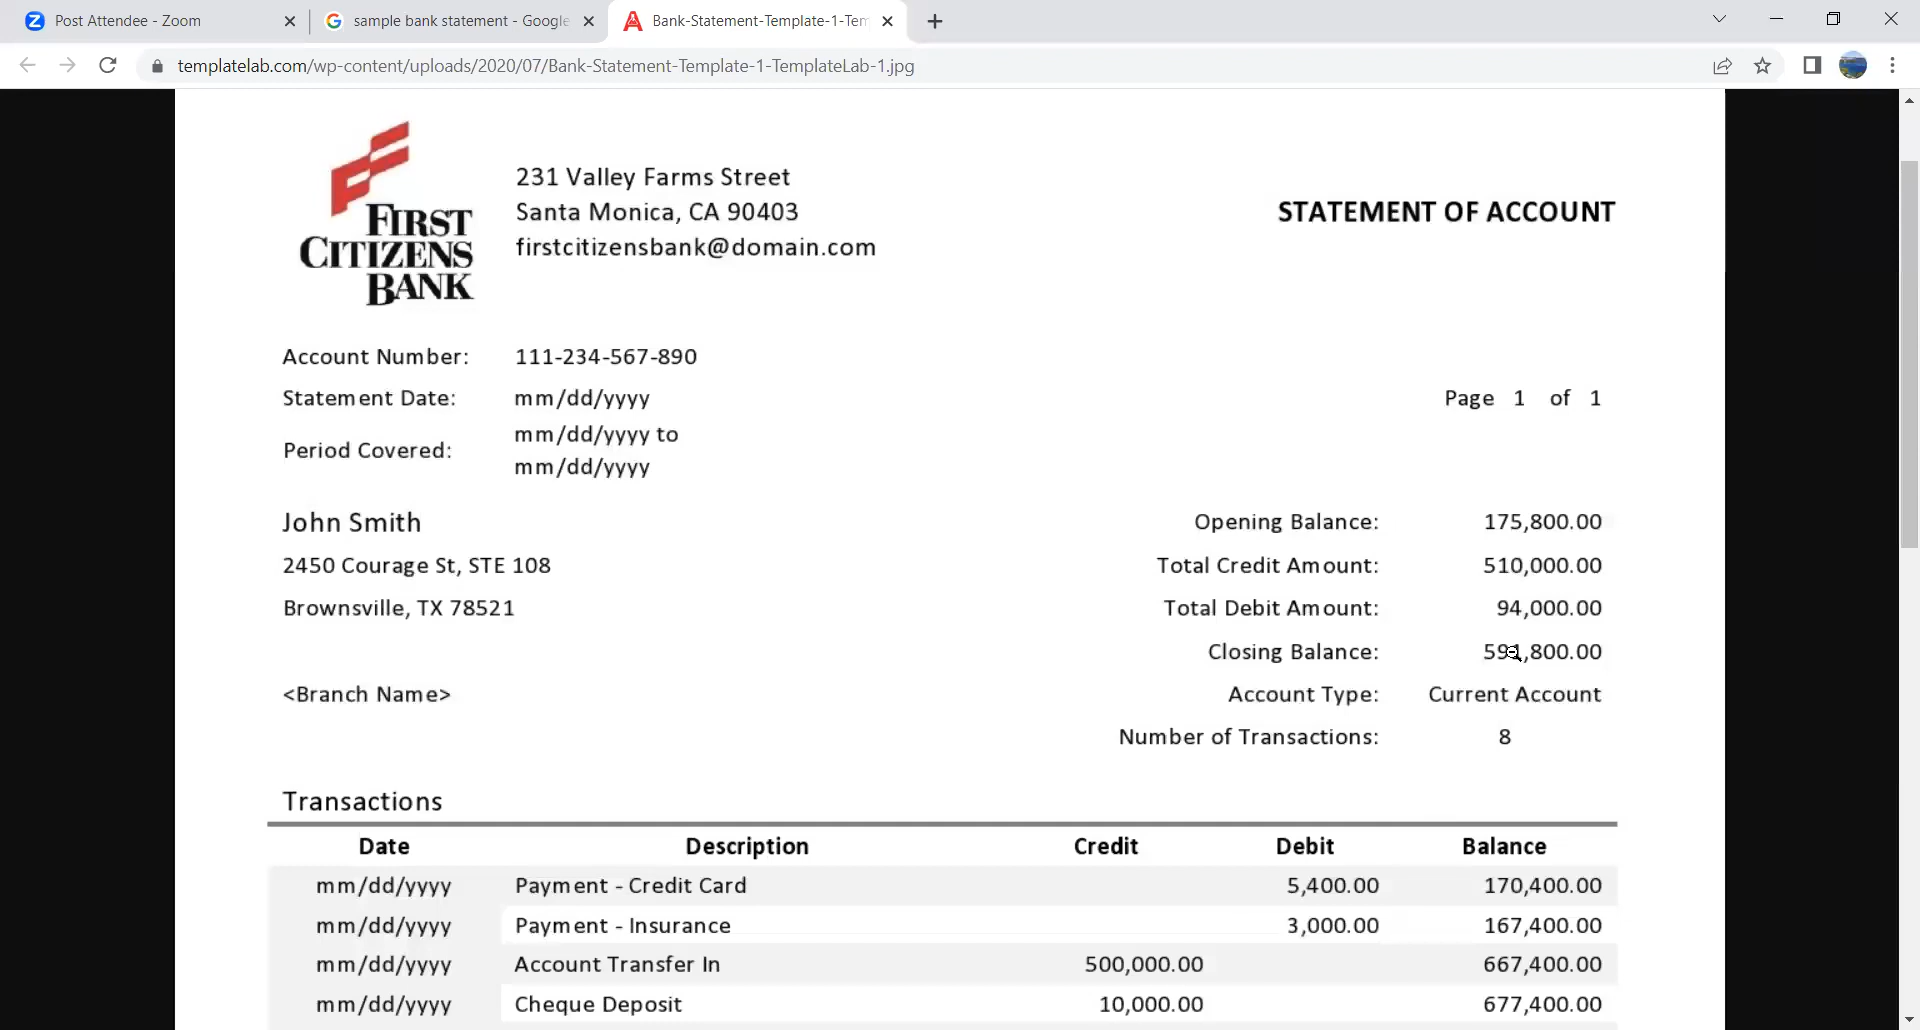 Post Attendee - Zoom
sample bank statement - Google
Bank-Statement-Template-1-Tem
templatelab.com/wp-content/uploads/2020/07/Bank-Statement-Template-1-TemplateLab-1.jpg
FIRST
CITIZENS
BANK
231 Valley Farms Street
Santa Monica, CA 90403
firstcitizensbank@domain.com
STATEMENT OF ACCOUNT
Account Number: 111-234-567-890
Statement Date: mm/dd/yyyy Page 1 of 1
Period Covered: mm/dd/yyyy to
mm/dd/yyyy
John Smith Opening Balance: 175,800.00
2450 Courage St, STE 108 Total Credit Amount: 510,000.00
Brownsville, TX 78521 Total Debit Amount: 94,000.00
Closing Balance: 591,800.00
<Branch Name> Account Type: Current Account
Number of Transactions: 8
Transactions
Date Description Credit Debit Balance
mm/dd/yyyy Payment - Credit Card 5,400.00 170,400.00
mm/dd/yyyy Payment - Insurance 3,000.00 167,400.00
mm/dd/yyyy Account Transfer In 500,000.00 667,400.00
mm/dd/yyyy Cheque Deposit 10,000.00 677,400.00